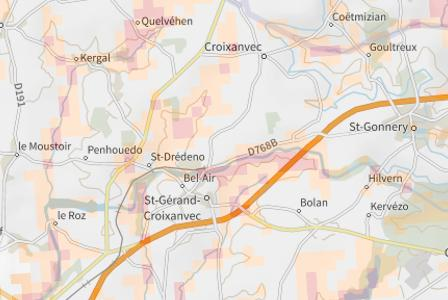 Coëtmizian
Quelvéhen
Croixanvec
Goultreux
Kergal
D191
St-Gonnery
le Moustoir
Penhouedo
St-Drédeno
D768B
Bel-Air
Hilvern
St-Gérand-
Croixanvec
Bolan
Kervézo
le Roz